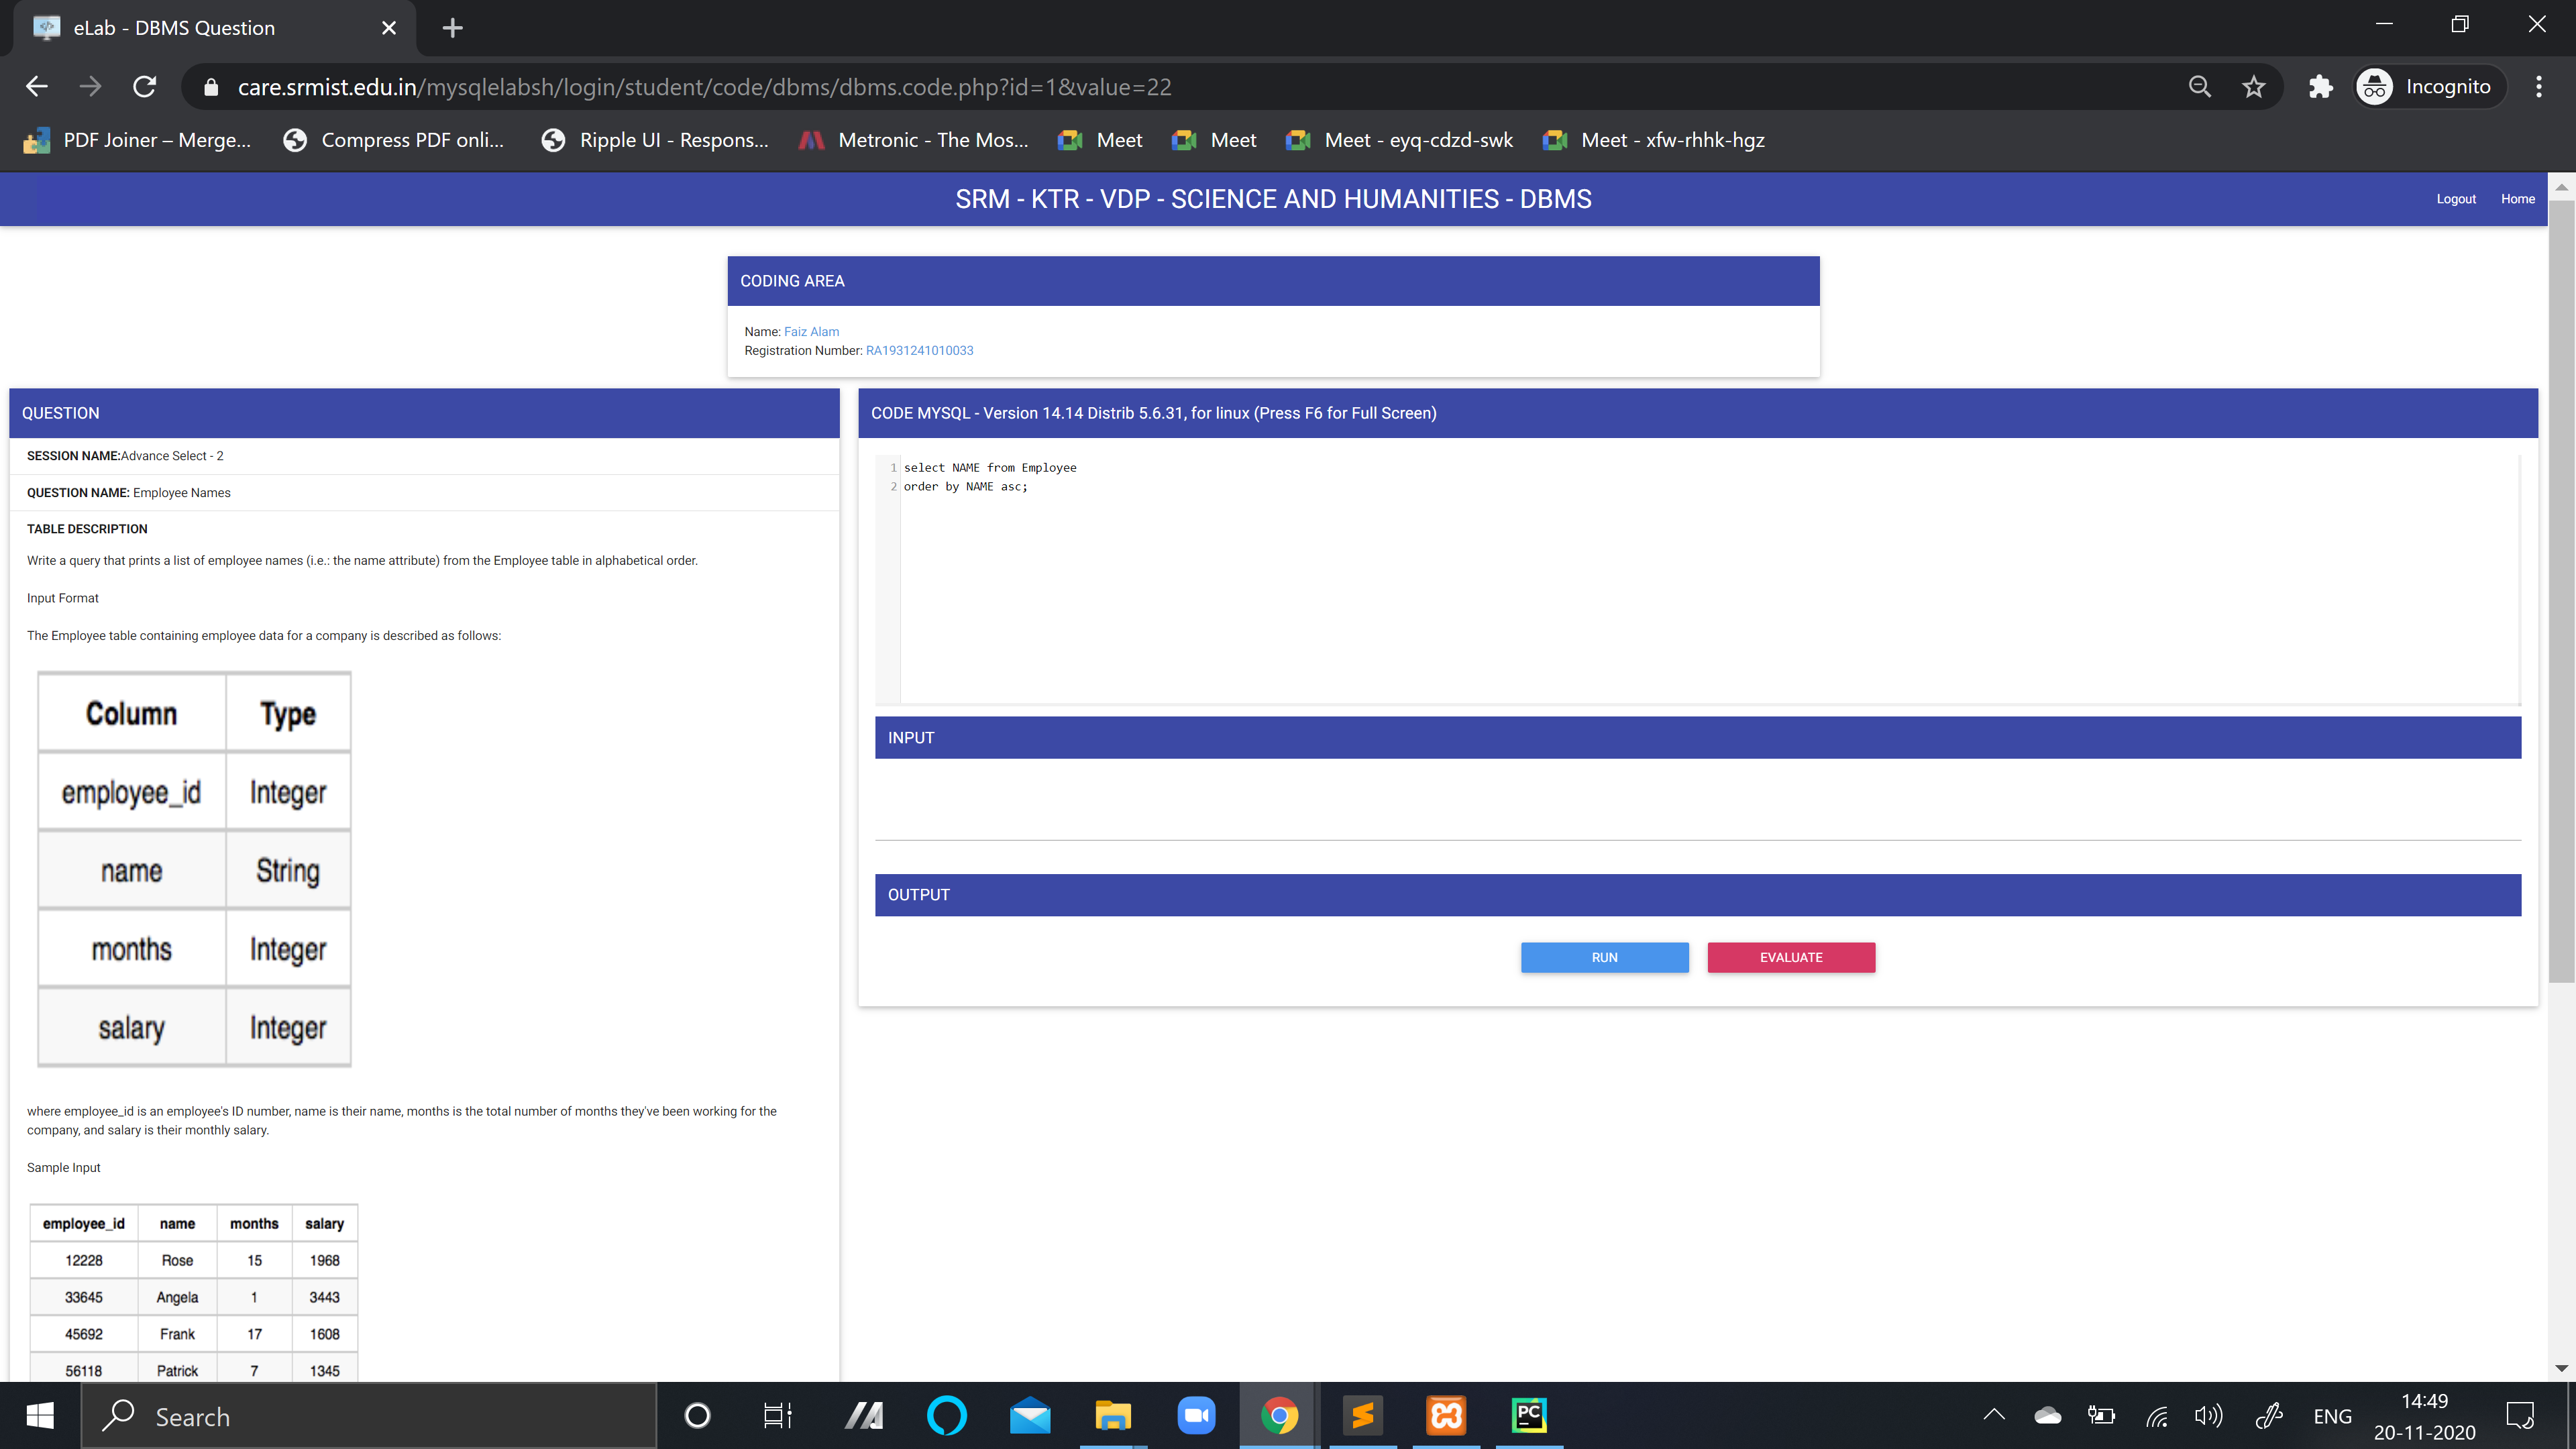 eLab - DBMS Question
care.srmist.edu.in/mysqlelabsh/login/student/code/dbms/dbms.code.php?id=1&value=22
Incognito
PDF Joiner – Merge...
Compress PDF onli...
Ripple UI - Respons...
Metronic - The Mos...
Meet
Meet
Meet - eyq-cdzd-swk
Meet - xfw-rhhk-hgz
SRM - KTR - VDP - SCIENCE AND HUMANITIES - DBMS
Logout
Home
CODING AREA
Name: Faiz Alam
Registration Number: RA1931241010033
QUESTION
SESSION NAME:Advance Select - 2
QUESTION NAME: Employee Names
TABLE DESCRIPTION
Write a query that prints a list of employee names (i.e.: the name attribute) from the Employee table in alphabetical order.
Input Format
The Employee table containing employee data for a company is described as follows:
Column Type
employee_id Integer
name String
months Integer
salary Integer
where employee_id is an employee's ID number, name is their name, months is the total number of months they've been working for the
company, and salary is their monthly salary.
Sample Input
employee_id name months salary
12228 Rose 15 1968
33645 Angela 1 3443
45692 Frank 17 1608
56118 Patrick 7 1345
CODE MYSQL - Version 14.14 Distrib 5.6.31, for linux (Press F6 for Full Screen)
1 select NAME from Employee
2 order by NAME asc;
INPUT
OUTPUT
RUN
EVALUATE
Search
PC
ENG
14:49
20-11-2020